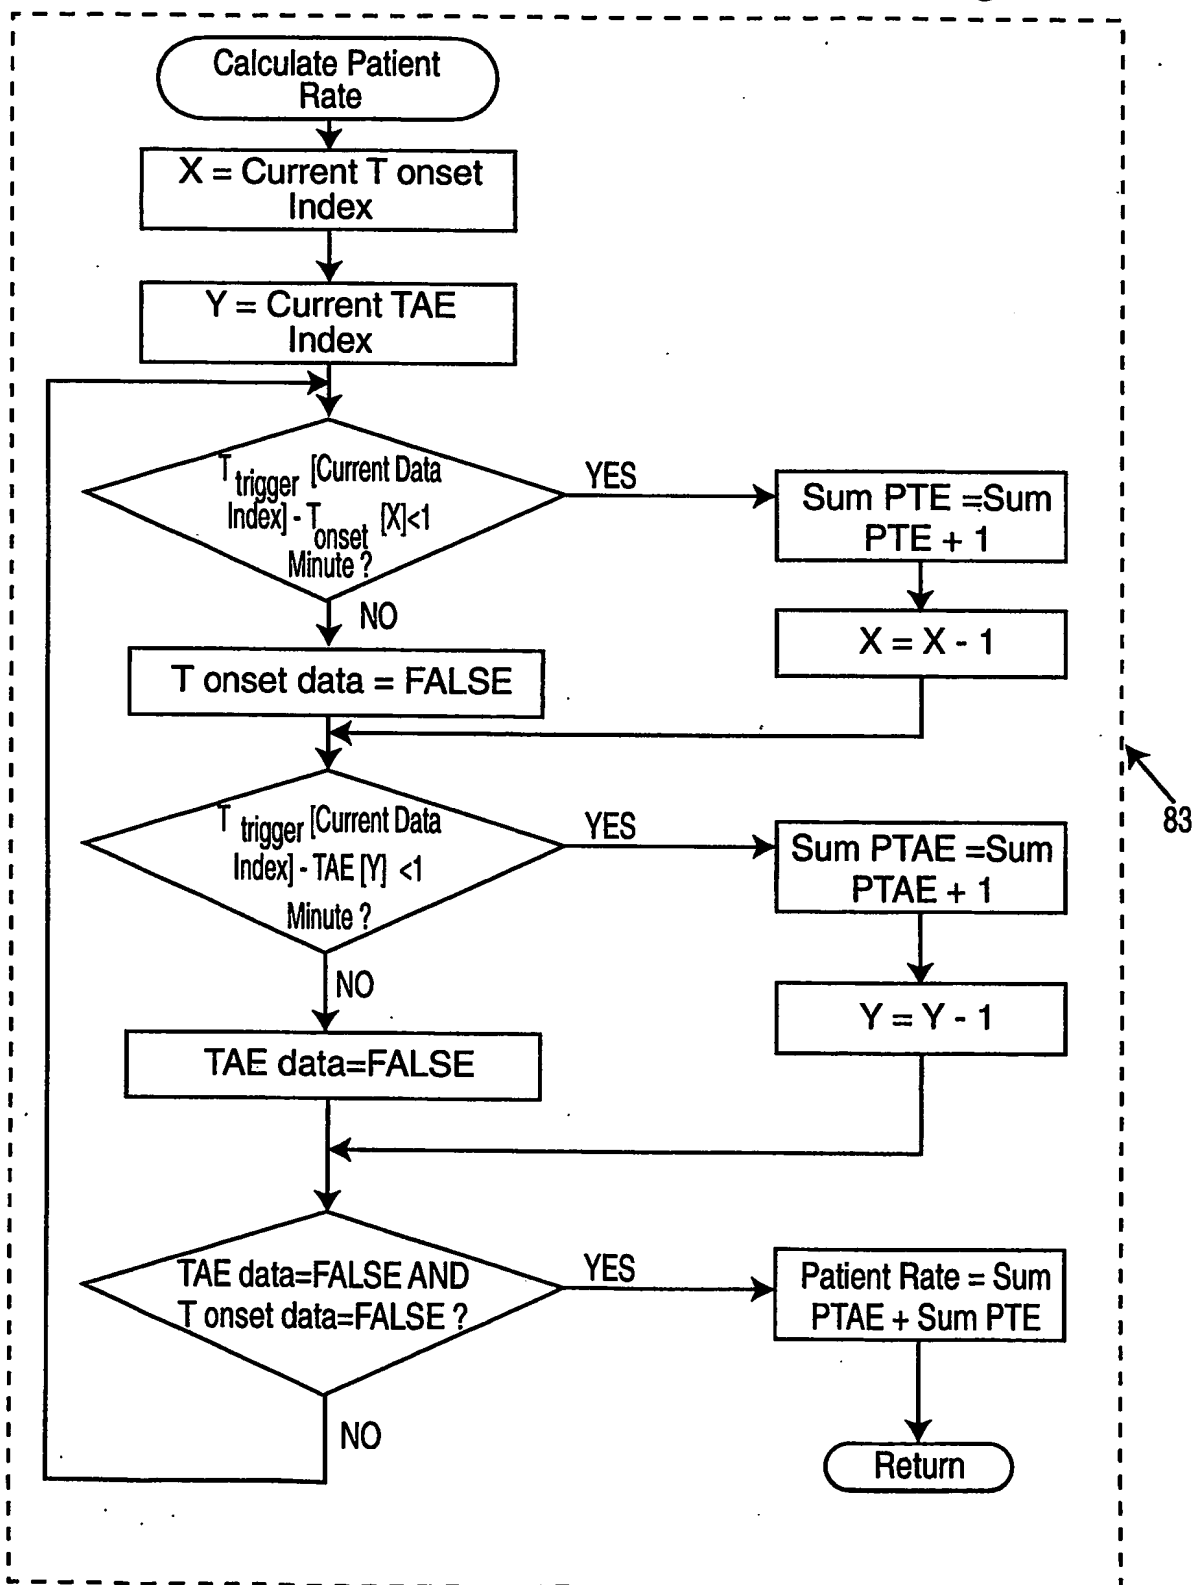 Calculate Patient
Rate
X = Current T onset
Index
Y = Current TAE
Index
T trigger [Current Data
Index] - T onset [X]<1
Minute ?
YES
Sum PTE =Sum
PTE + 1
X = X - 1
NO
T onset data = FALSE
T trigger [Current Data
Index] - TAE [Y] <1
Minute ?
YES
Sum PTAE =Sum
PTAE + 1
Y = Y - 1
NO
TAE data=FALSE
TAE data=FALSE AND
T onset data=FALSE ?
YES
Patient Rate = Sum
PTAE + Sum PTE
NO
Return
83